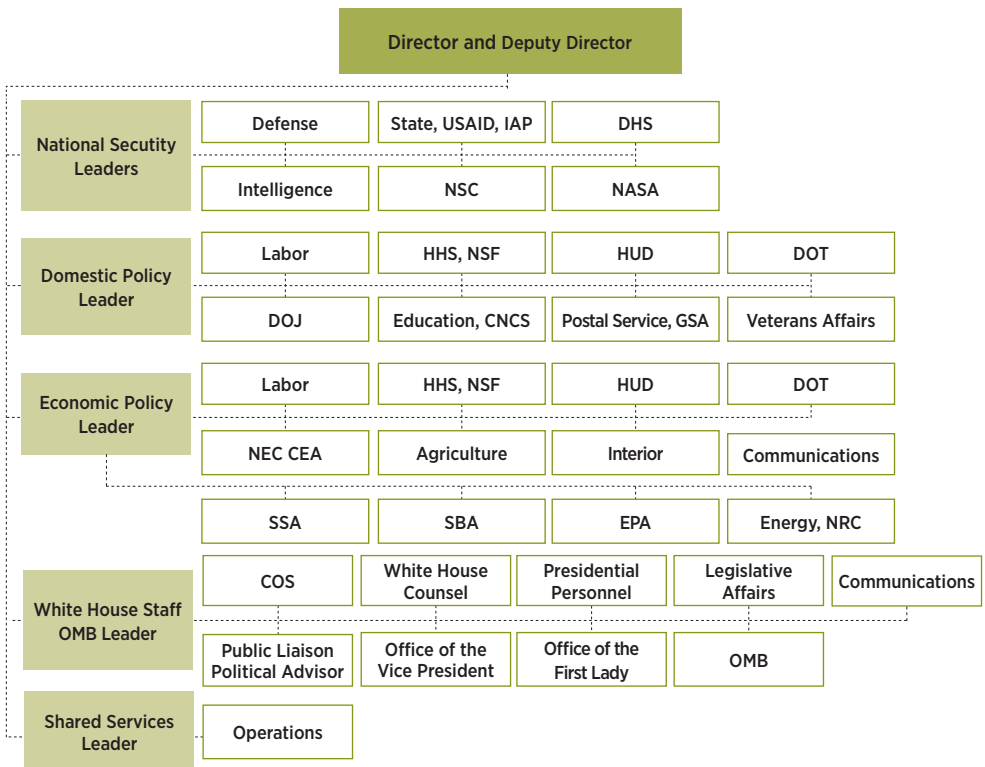 Director and Deputy Director
National Secutity
Leaders
Defense
State, USAID, IAP
DHS
Intelligence
NSC
NASA
Domestic Policy
Leader
Labor
HHS, NSF
HUD
DOT
DOJ
Education, CNCS
Postal Service, GSA
Veterans Affairs
Economic Policy
Leader
Labor
HHS, NSF
HUD
DOT
NEC CEA
Agriculture
Interior
Communications
SSA
SBA
EPA
Energy, NRC
White House Staff
OMB Leader
COS
White House
Counsel
Presidential
Personnel
Legislative
Affairs
Communications
Public Liaison
Political Advisor
Office of the
Vice President
Office of the
First Lady
OMB
Shared Services
Leader
Operations